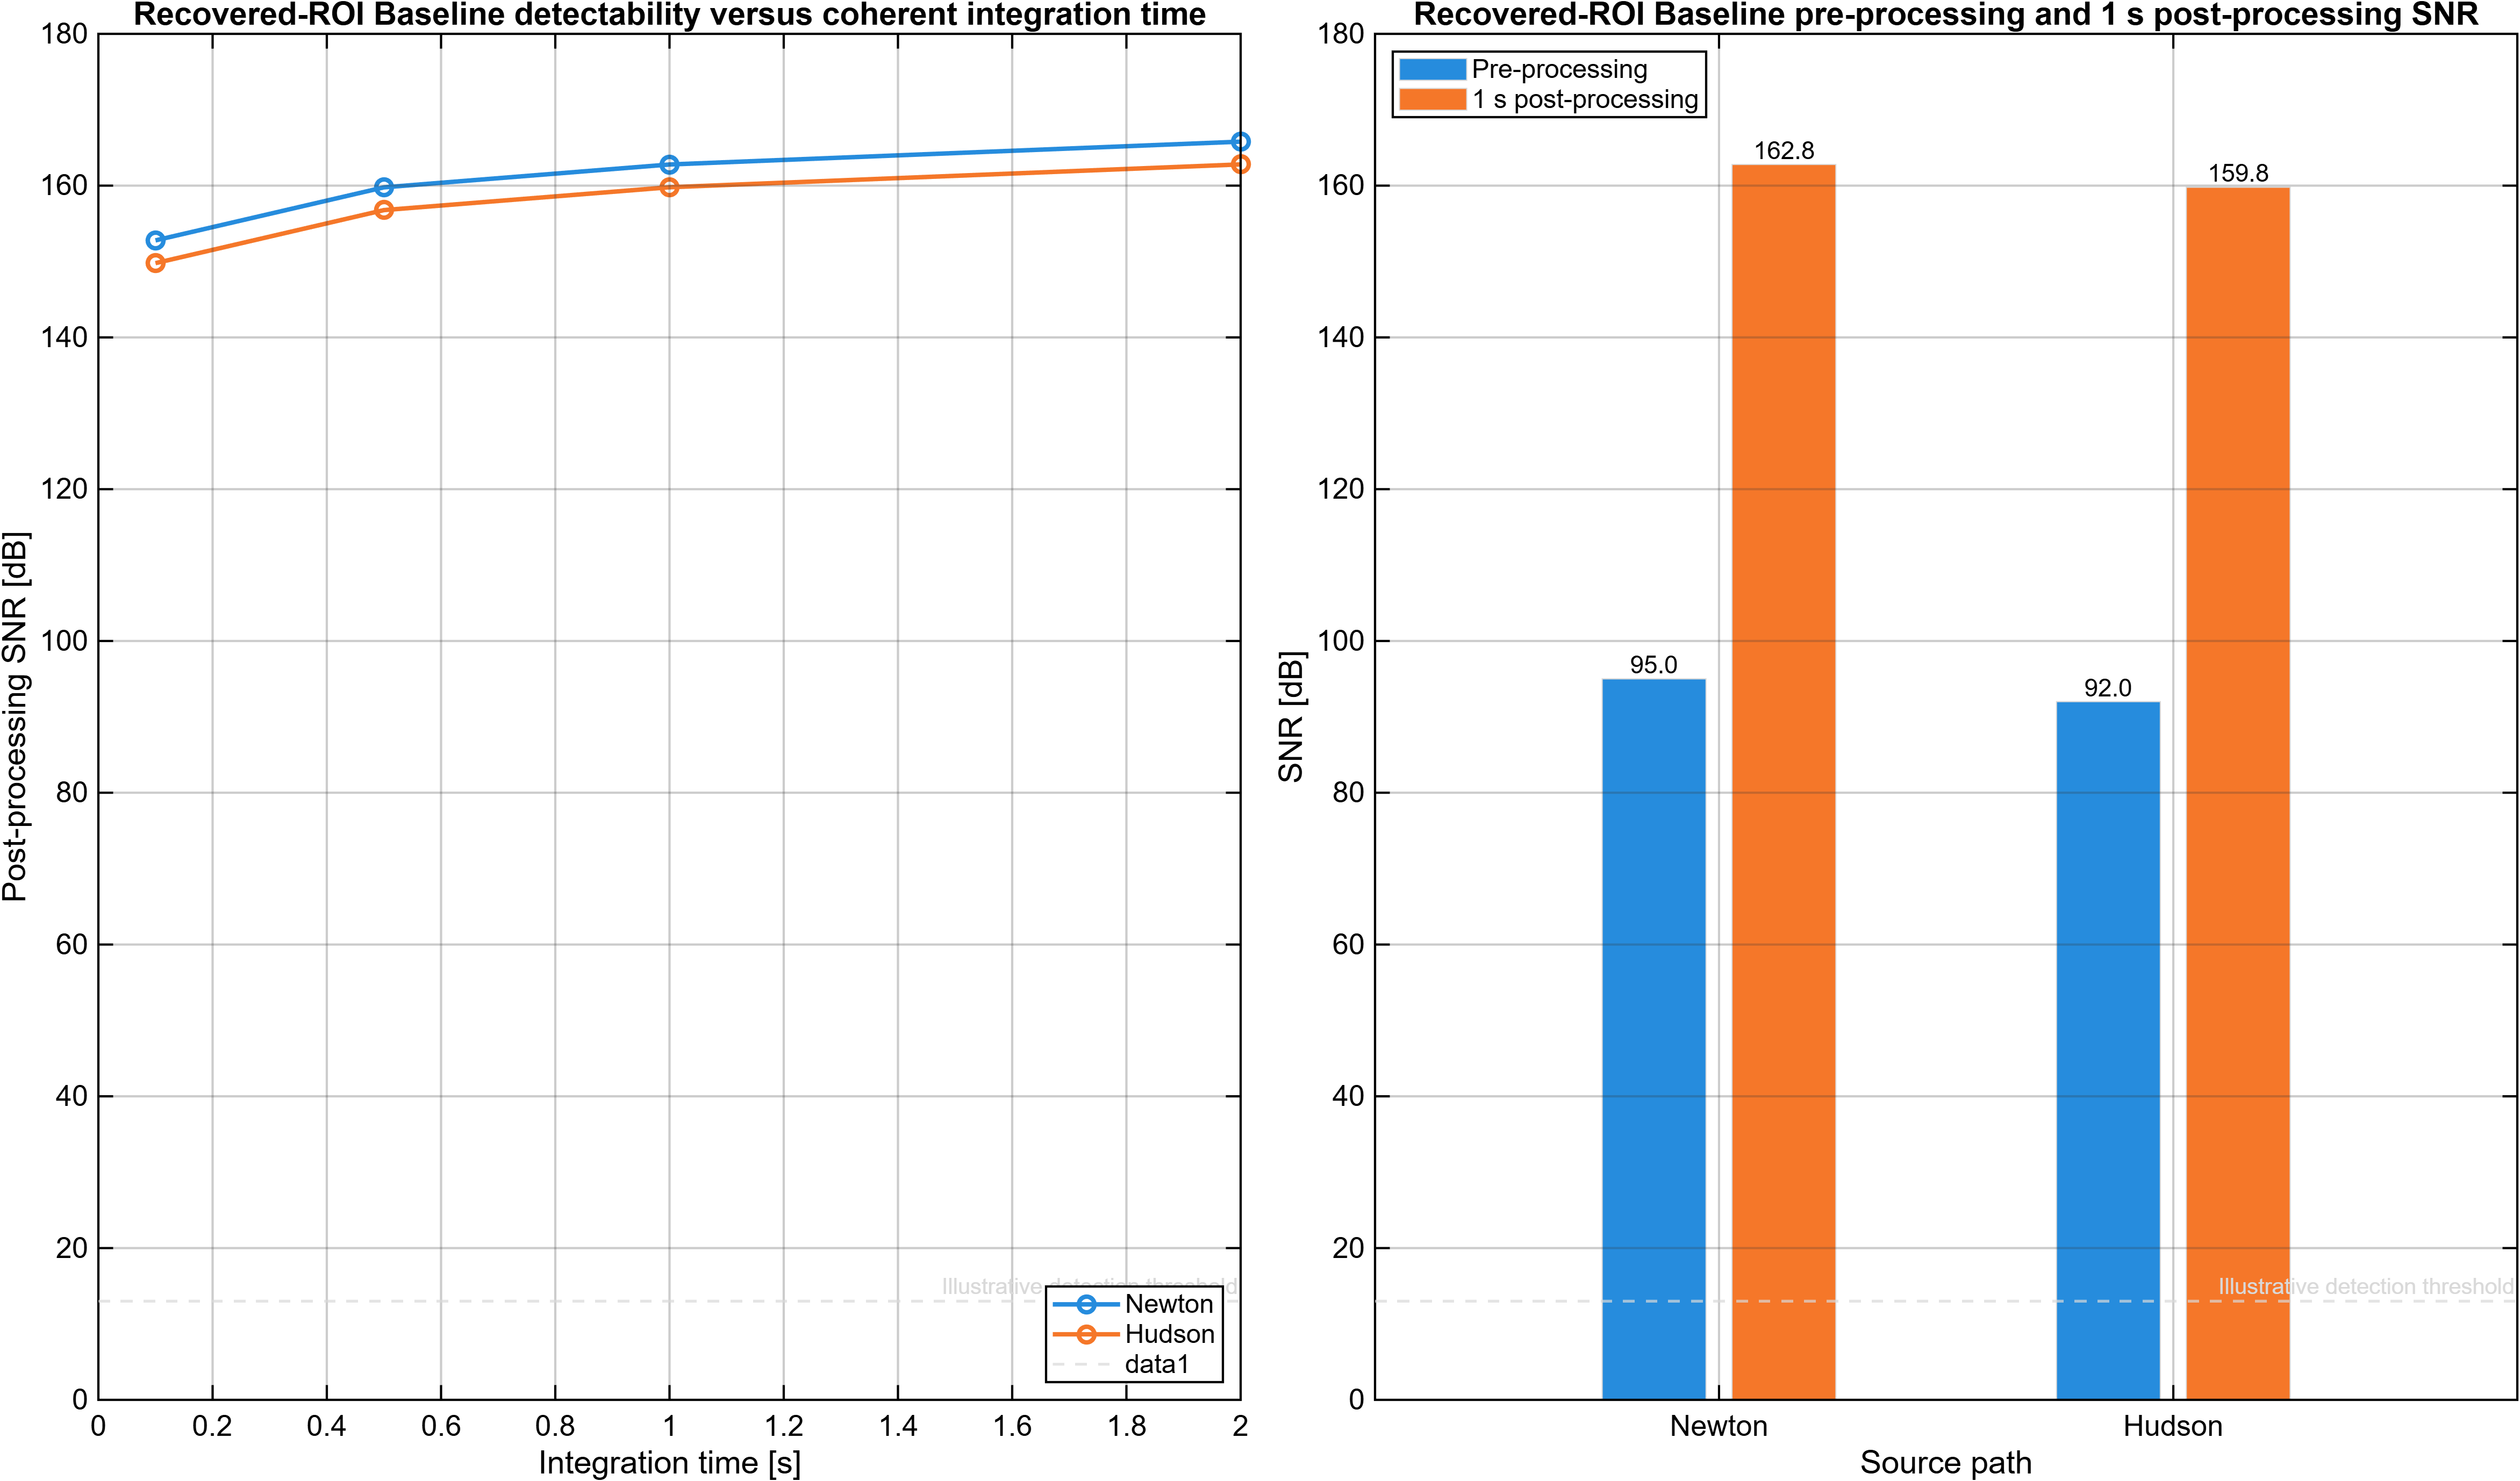 Recovered-ROI Baseline detectability versus coherent integration time
180
160
140
120
100
80
60
40
20
0
Post-processing SNR [dB]
Illustrative detection threshold
Newton
Hudson
data1
0 0.2 0.4 0.6 0.8 1 1.2 1.4 1.6 1.8 2
Integration time [s]
Recovered-ROI Baseline pre-processing and 1 s post-processing SNR
Pre-processing
1 s post-processing
180
160
140
120
100
80
60
40
20
0
SNR [dB]
162.8
159.8
95.0
92.0
Illustrative detection threshold
Newton Hudson
Source path